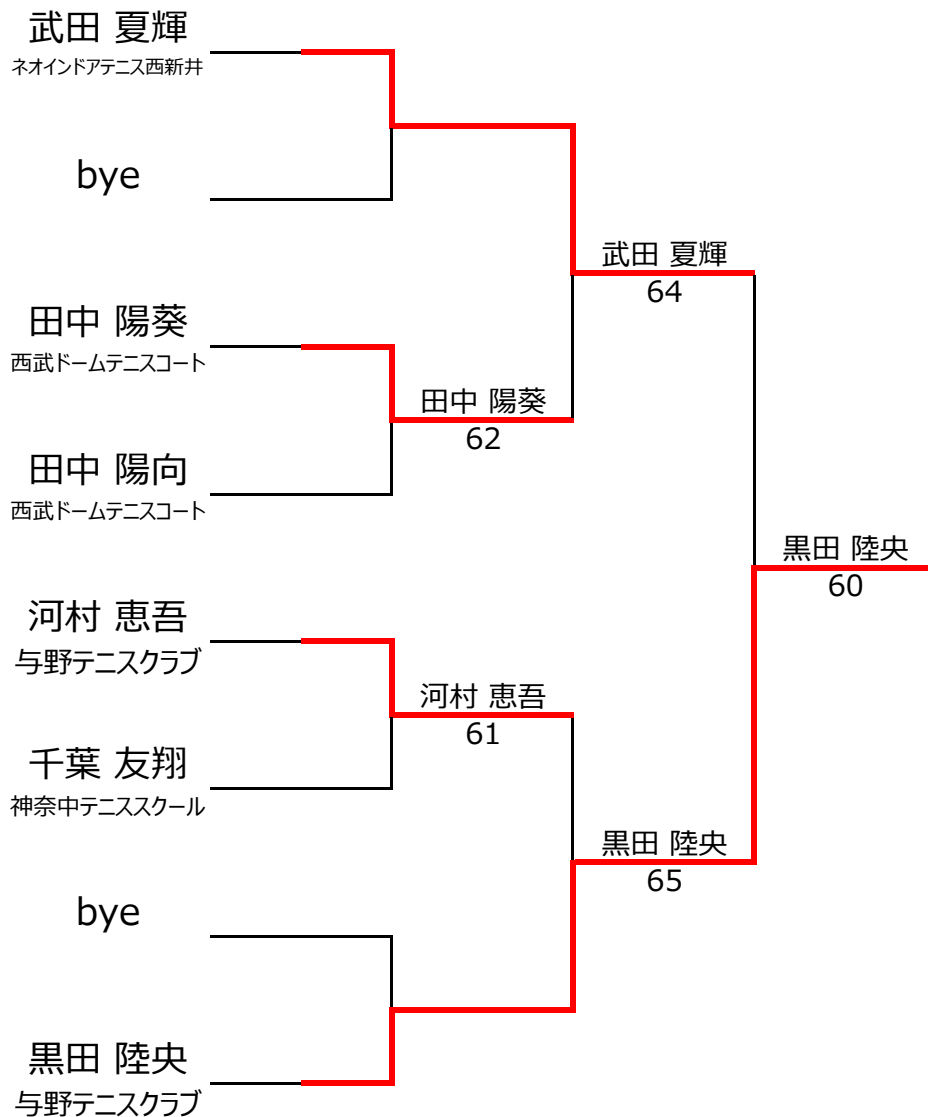 武田 夏輝
ネオインドアテニス西新井
bye
武田 夏輝
64
田中 陽葵
西武ドームテニスコート
田中 陽葵
62
田中 陽向
西武ドームテニスコート
黒田 陸央
60
河村 恵吾
与野テニスクラブ
河村 恵吾
61
千葉 友翔
神奈中テニススクール
黒田 陸央
65
bye
黒田 陸央
与野テニスクラブ